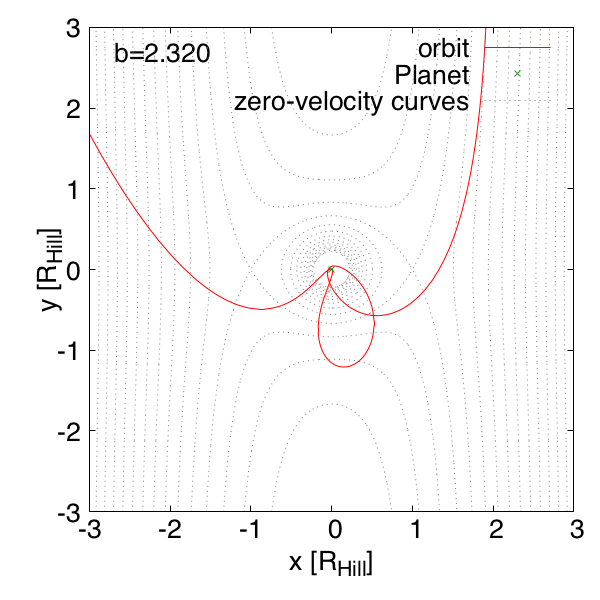 b=2.320
orbit
Planet
zero-velocity curves
3
2
1
0
-1
-2
-3
y [R_Hill]
-3
-2
-1
0
1
2
3
x [R_Hill]